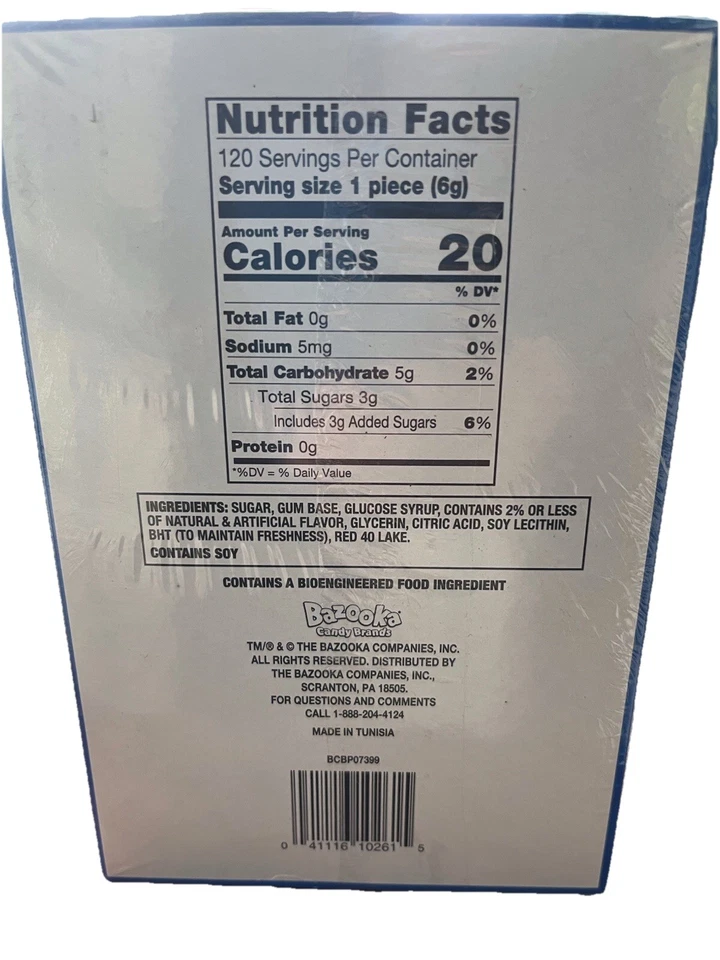 Nutrition Facts
120 Servings Per Container
Serving size 1 piece (6g)
Amount Per Serving
Calories 20
% DV*
Total Fat 0g 0%
Sodium 5mg 0%
Total Carbohydrate 5g 2%
Total Sugars 3g
Includes 3g Added Sugars 6%
Protein 0g
*%DV = % Daily Value
INGREDIENTS: SUGAR, GUM BASE, GLUCOSE SYRUP, CONTAINS 2% OR LESS
OF NATURAL & ARTIFICIAL FLAVOR, GLYCERIN, CITRIC ACID, SOY LECITHIN,
BHT (TO MAINTAIN FRESHNESS), RED 40 LAKE.
CONTAINS SOY
CONTAINS A BIOENGINEERED FOOD INGREDIENT
Bazooka
Candy Brands
TM/® & © THE BAZOOKA COMPANIES, INC.
ALL RIGHTS RESERVED. DISTRIBUTED BY
THE BAZOOKA COMPANIES, INC.,
SCRANTON, PA 18505.
FOR QUESTIONS AND COMMENTS
CALL 1-888-204-4124
MADE IN TUNISIA
BCBP07399
0 41116 10261 5